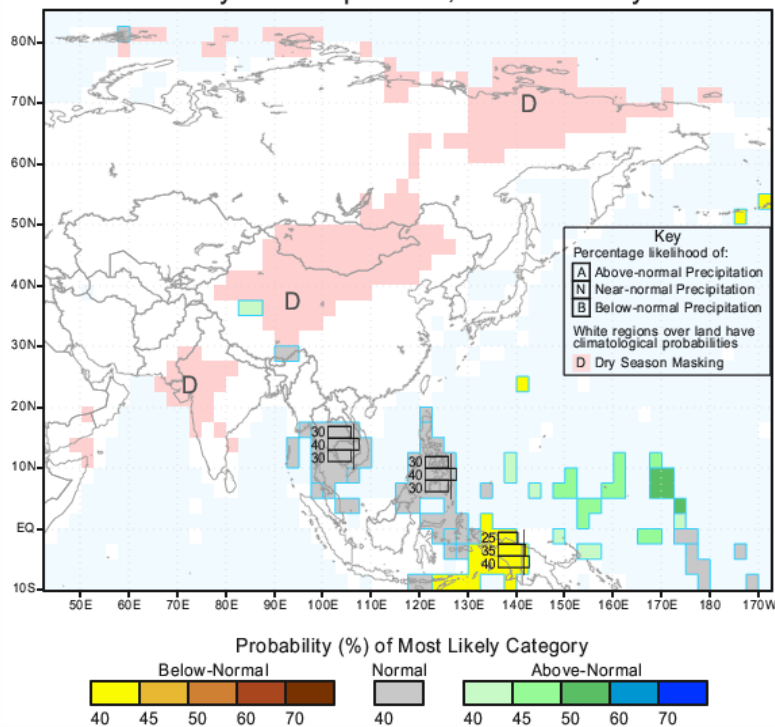 80N
70N
60N
50N
40N
30N
20N
10N
EQ
10S
D
D
D
Key
Percentage likelihood of:
A Above-normal Precipitation
N Near-normal Precipitation
B Below-normal Precipitation
White regions over land have
climatological probabilities
D Dry Season Masking
30
40
30
30
40
30
25
35
40
50E 60E 70E 80E 90E 100E 110E 120E 130E 140E 150E 160E 170E 180 170W
Probability (%) of Most Likely Category
Below-Normal Normal Above-Normal
40 45 50 60 70 40 40 45 50 60 70